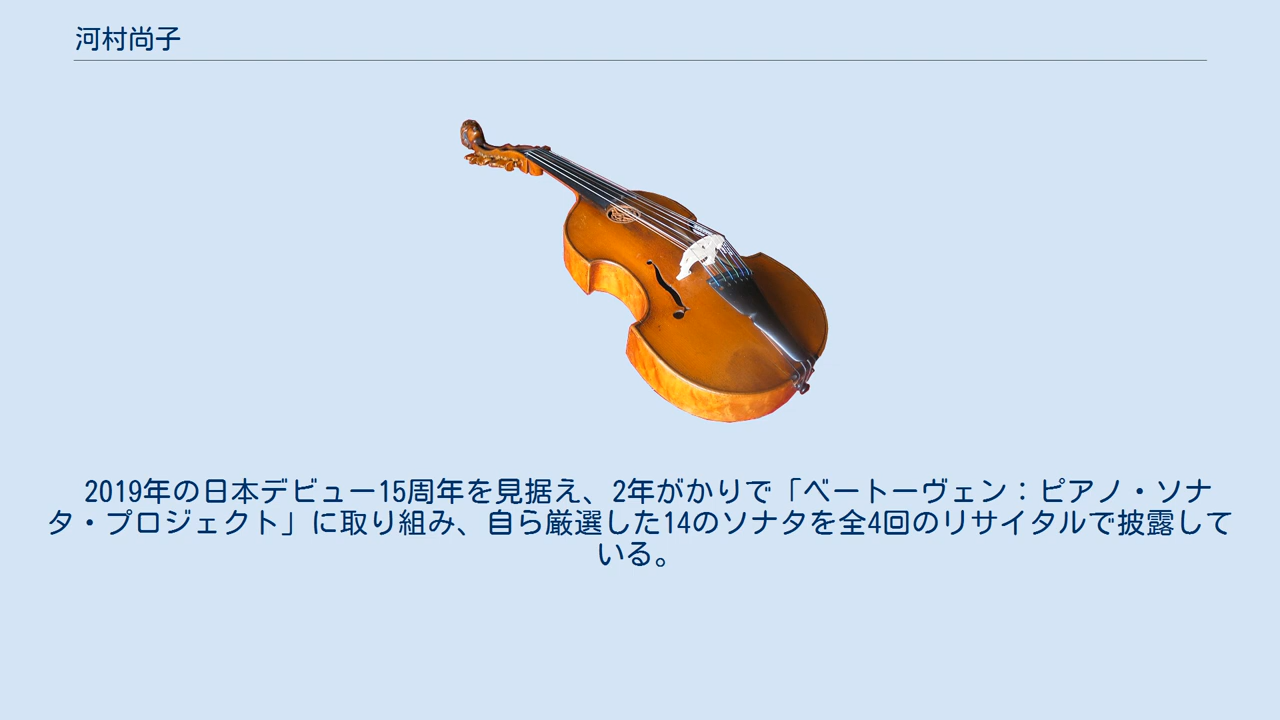 河村尚子
2019年の日本デビュー15周年を見据え、2年がかりで「ベートーヴェン：ピアノ・ソナ
タ・プロジェクト」に取り組み、自ら厳選した14のソナタを全4回のリサイタルで披露して
いる。